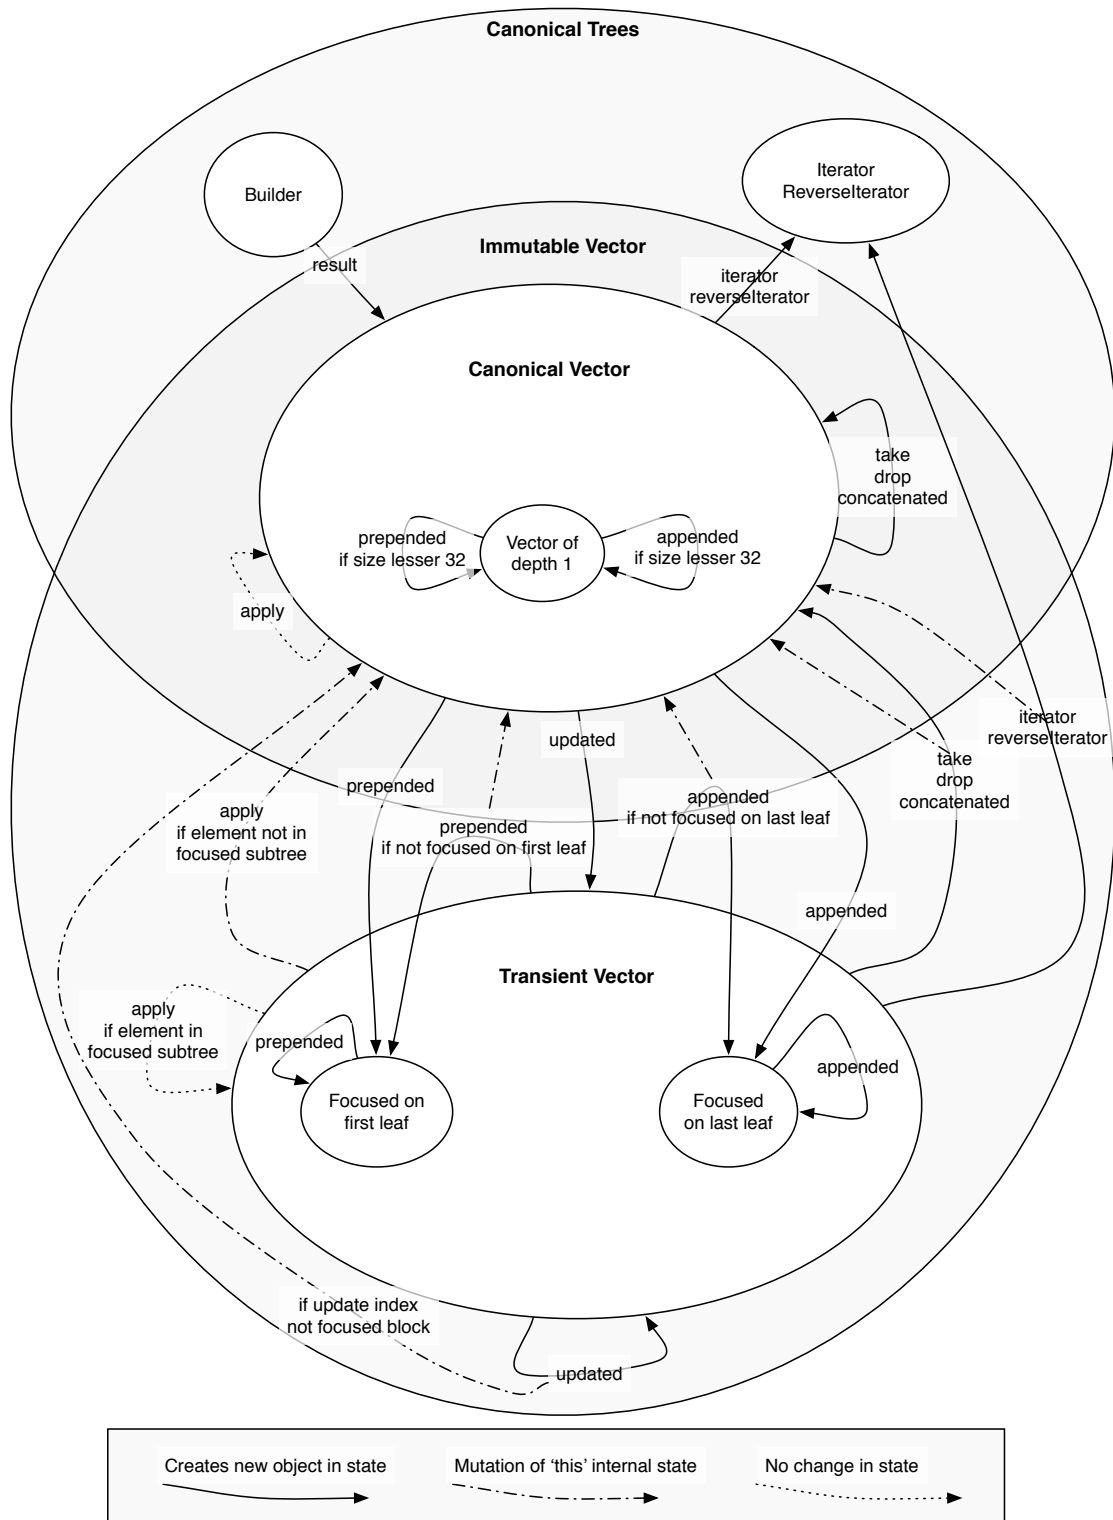 Canonical Trees
Builder
Iterator
ReverseIterator
Immutable Vector
result
iterator
reverseIterator
Canonical Vector
take
drop
concatenated
prepended
if size lesser 32
Vector of
depth 1
appended
if size lesser 32
apply
iterator
reverseIterator
updated
take
drop
concatenated
prepended
apply
if element not in
focused subtree
prepended
if not focused on first leaf
appended
if not focused on last leaf
appended
Transient Vector
apply
if element in
focused subtree
prepended
appended
Focused on
first leaf
Focused
on last leaf
if update index
not focused block
updated
Creates new object in state
Mutation of ‘this’ internal state
No change in state